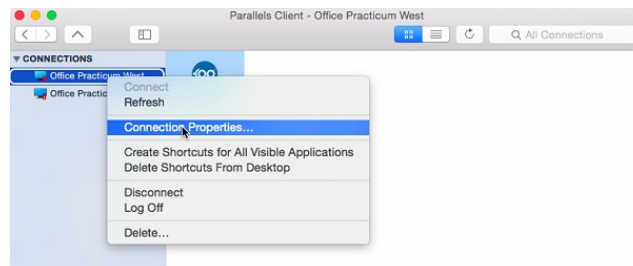 Parallels Client - Office Practicum West
All Connections
CONNECTIONS
Office Practicum West
Office Practic
Connect
Refresh
Connection Properties...
Create Shortcuts for All Visible Applications
Delete Shortcuts From Desktop
Disconnect
Log Off
Delete...